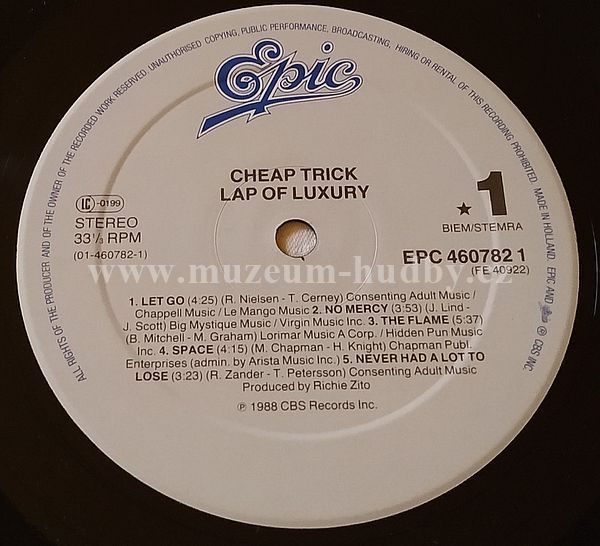 ALL RIGHTS OF THE PRODUCER AND OF THE OWNER OF THE RECORDED WORK RESERVED. UNAUTHORISED COPYING, PUBLIC PERFORMANCE, BROADCASTING, HIRING OR RENTAL OF THIS RECORDING PROHIBITED. MADE IN HOLLAND. EPIC AND ® CBS INC.
Epic
CHEAP TRICK
LAP OF LUXURY
LC -0199
STEREO
33⅓ RPM
(01-460782-1)
★ 1
BIEM/STEMRA
EPC 460782 1
(FE 40922)
www.muzeum-hudby.cz
1. LET GO (4:25) (R. Nielsen - T. Cerney) Consenting Adult Music /
Chappell Music / Le Mango Music 2. NO MERCY (3:53) (J. Lind -
J. Scott) Big Mystique Music / Virgin Music Inc. 3. THE FLAME (5:37)
(B. Mitchell - M. Graham) Lorimar Music A Corp. / Hidden Pun Music
Inc. 4. SPACE (4:15) (M. Chapman - H. Knight) Chapman Publ.
Enterprises (admin. by Arista Music Inc.) 5. NEVER HAD A LOT TO
LOSE (3:23) (R. Zander - T. Petersson) Consenting Adult Music
Produced by Richie Zito
℗ 1988 CBS Records Inc.